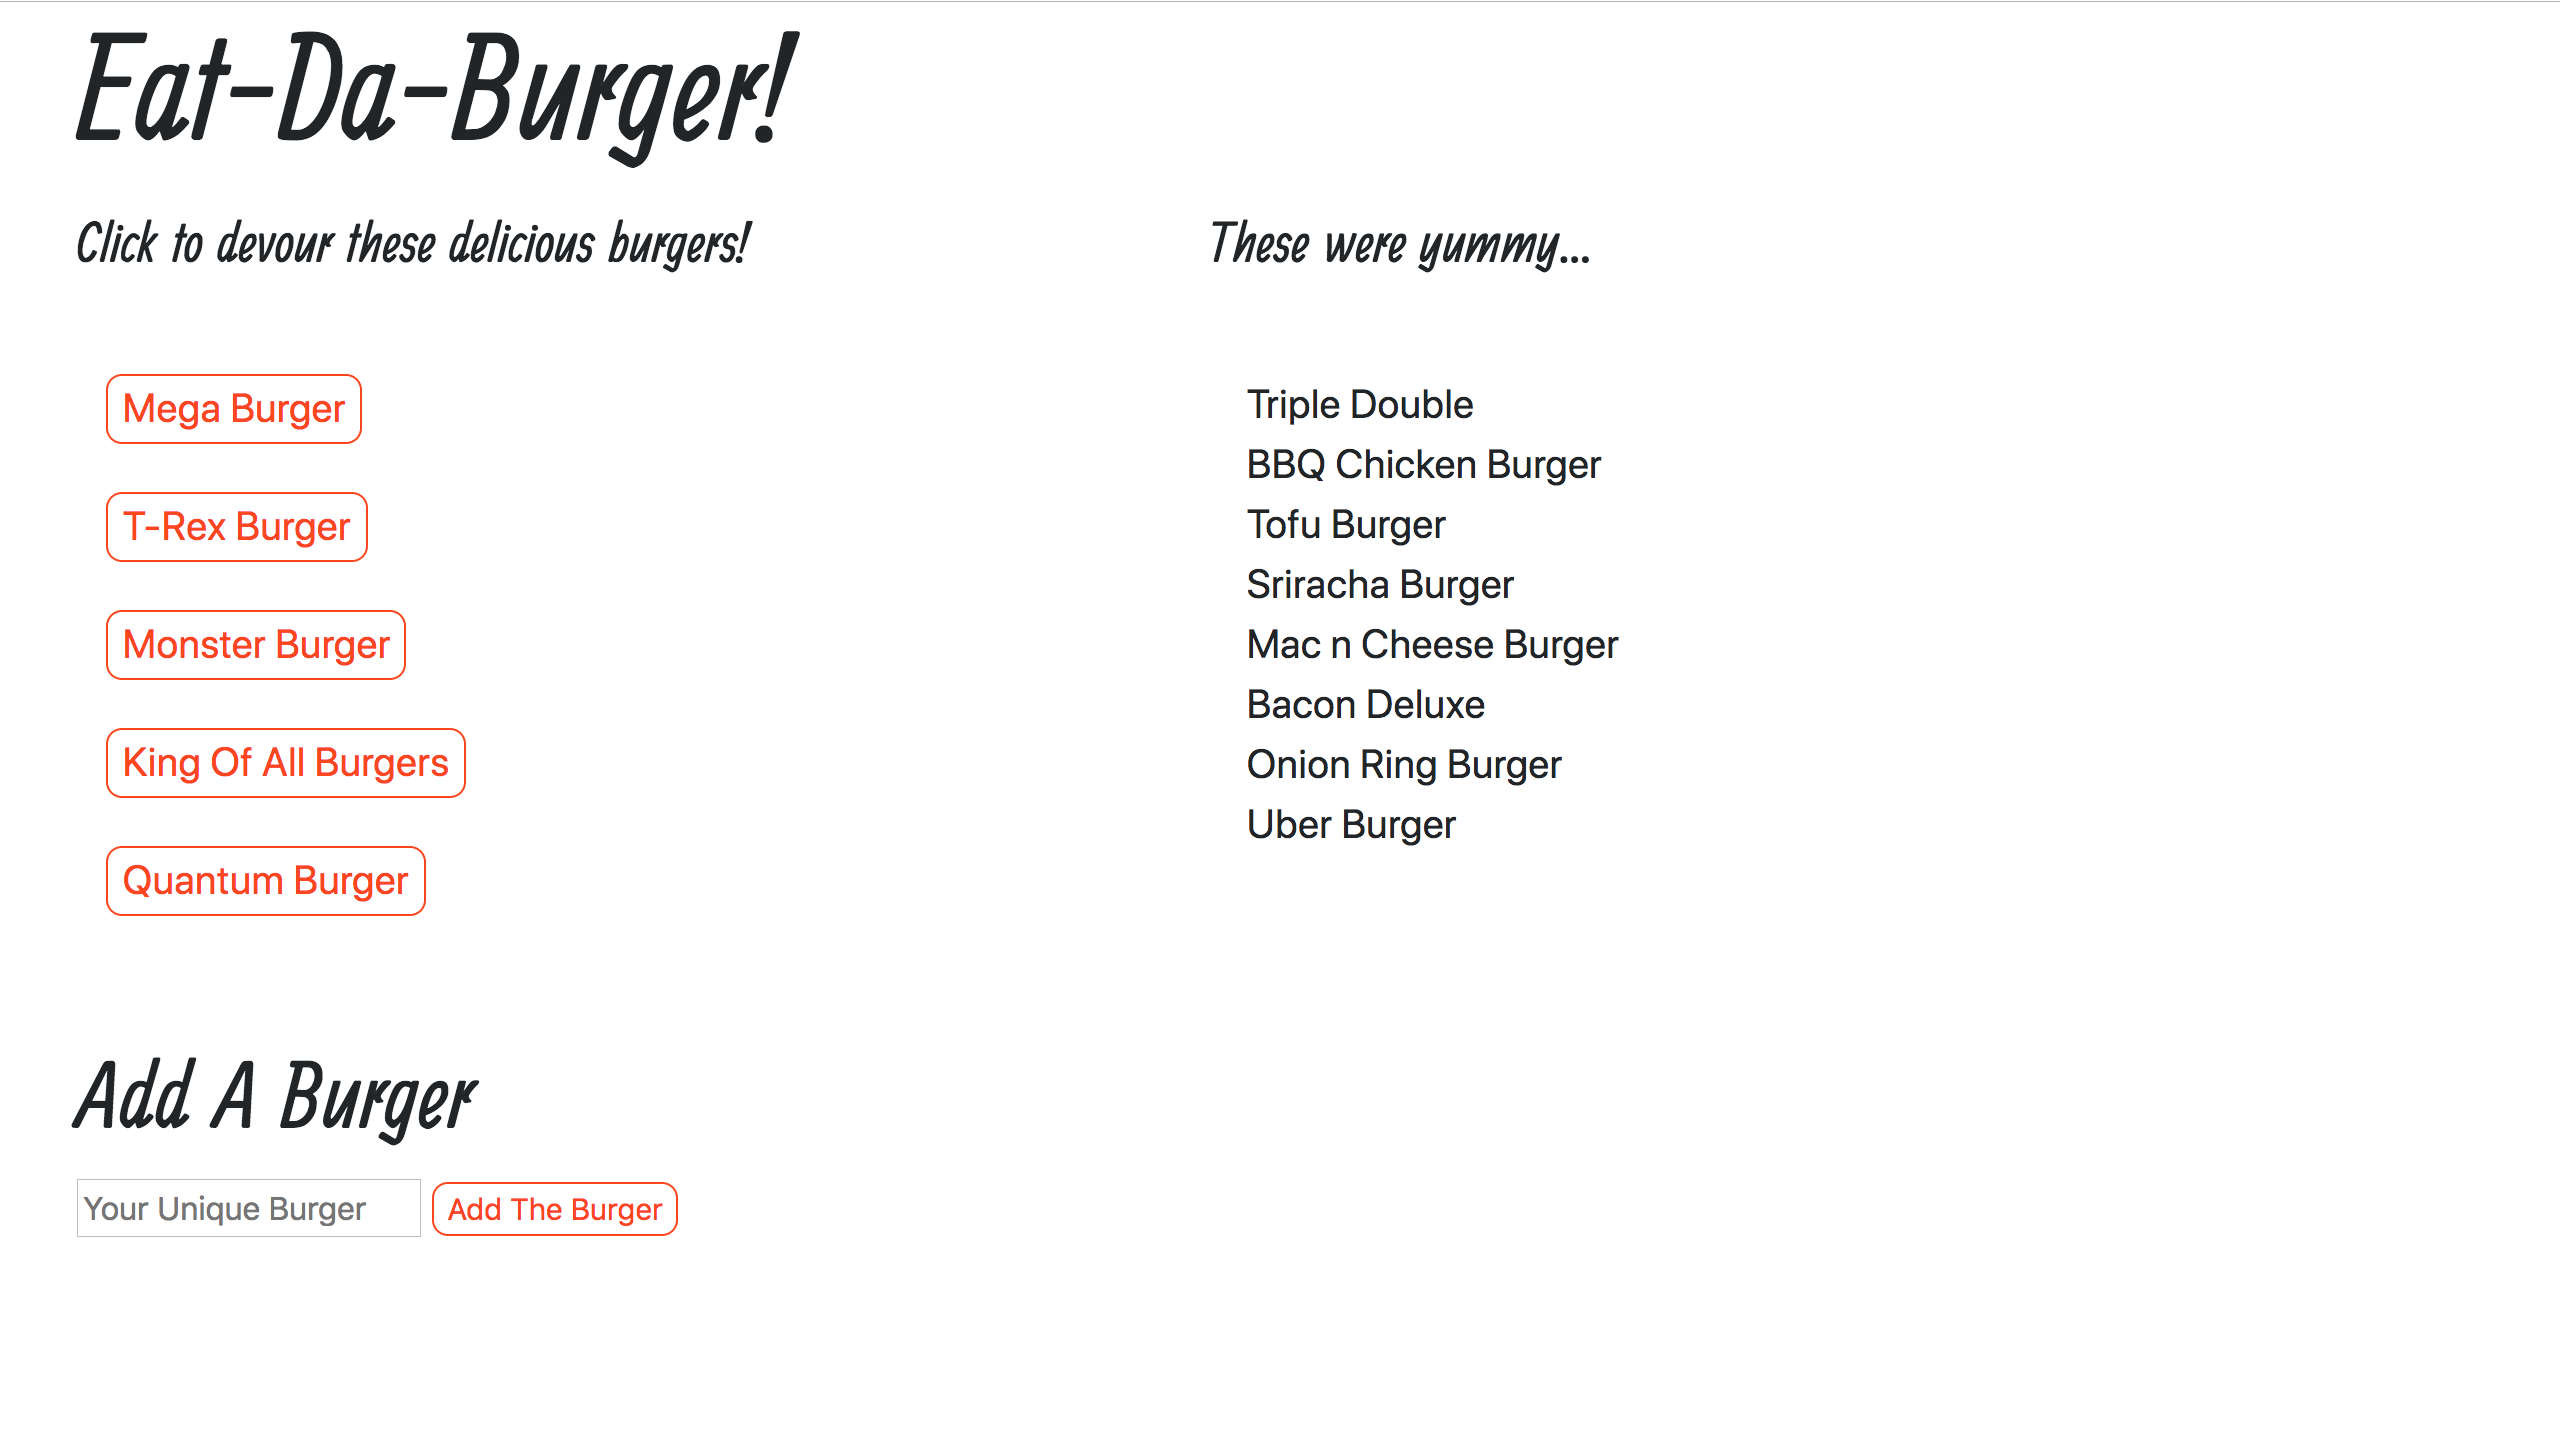 Eat-Da-Burger!
Click to devour these delicious burgers!
Mega Burger
T-Rex Burger
Monster Burger
King Of All Burgers
Quantum Burger
These were yummy...
Triple Double
BBQ Chicken Burger
Tofu Burger
Sriracha Burger
Mac n Cheese Burger
Bacon Deluxe
Onion Ring Burger
Uber Burger
Add A Burger
Your Unique Burger
Add The Burger